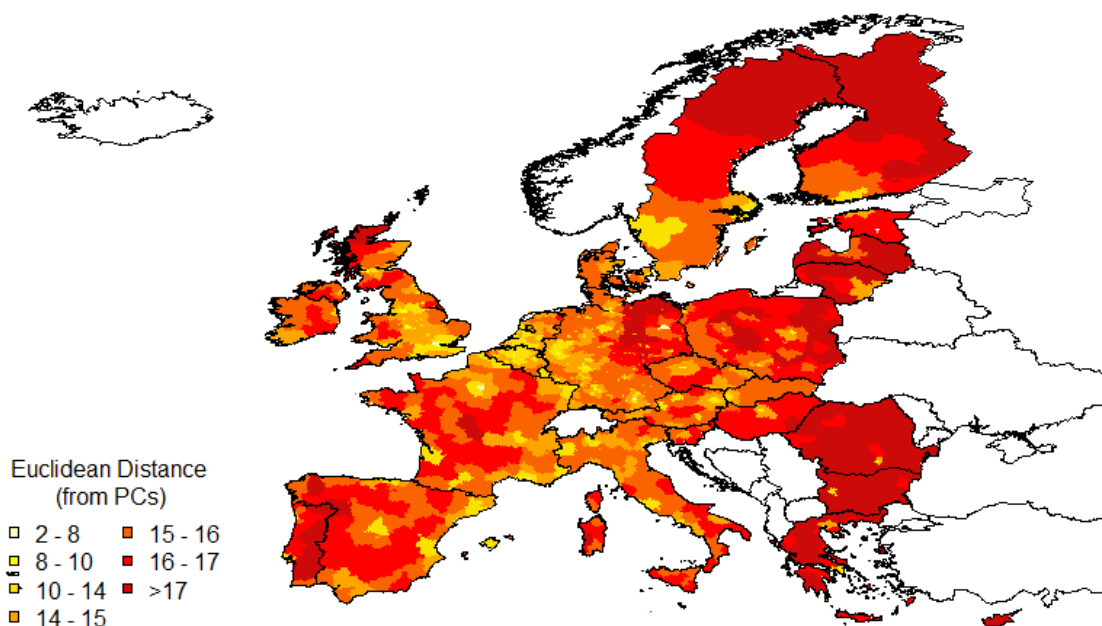 Euclidean Distance
(from PCs)
2 - 8
8 - 10
10 - 14
14 - 15
15 - 16
16 - 17
>17